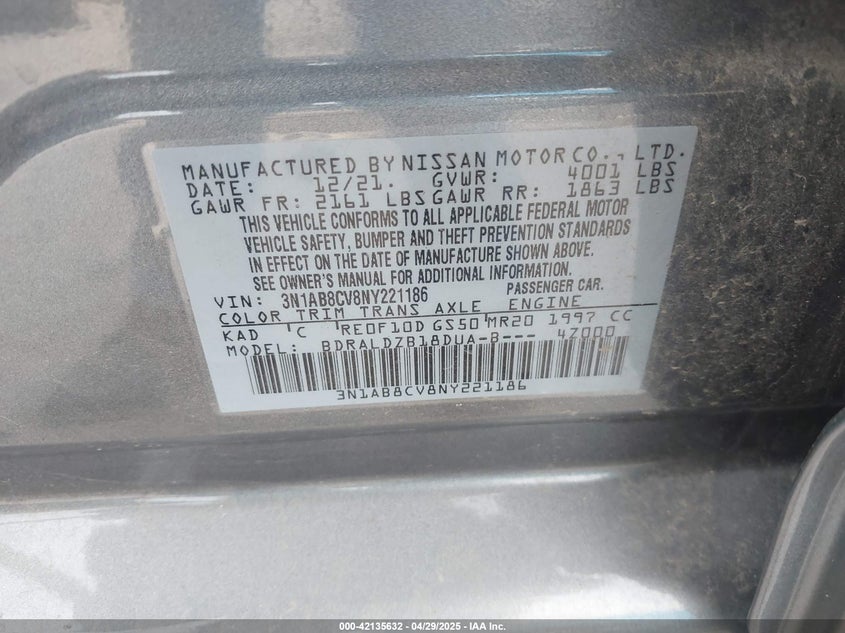 MANUFACTURED BY NISSAN MOTOR CO., LTD.
DATE: 12/21. GVWR: 4001 LBS
GAWR FR: 2161 LBS GAWR RR: 1863 LBS
THIS VEHICLE CONFORMS TO ALL APPLICABLE FEDERAL MOTOR
VEHICLE SAFETY, BUMPER AND THEFT PREVENTION STANDARDS
IN EFFECT ON THE DATE OF MANUFACTURE SHOWN ABOVE.
SEE OWNER'S MANUAL FOR ADDITIONAL INFORMATION.
VIN: 3N1AB8CV8NY221186 PASSENGER CAR.
COLOR TRIM TRANS AXLE ENGINE
KAD C RE0F10D GS50 MR20 1997 CC
MODEL: BDRALDZB18DUA-B--- 4Z000
3N1AB8CV8NY221186
000-42135632 - 04/29/2025 - IAA Inc.